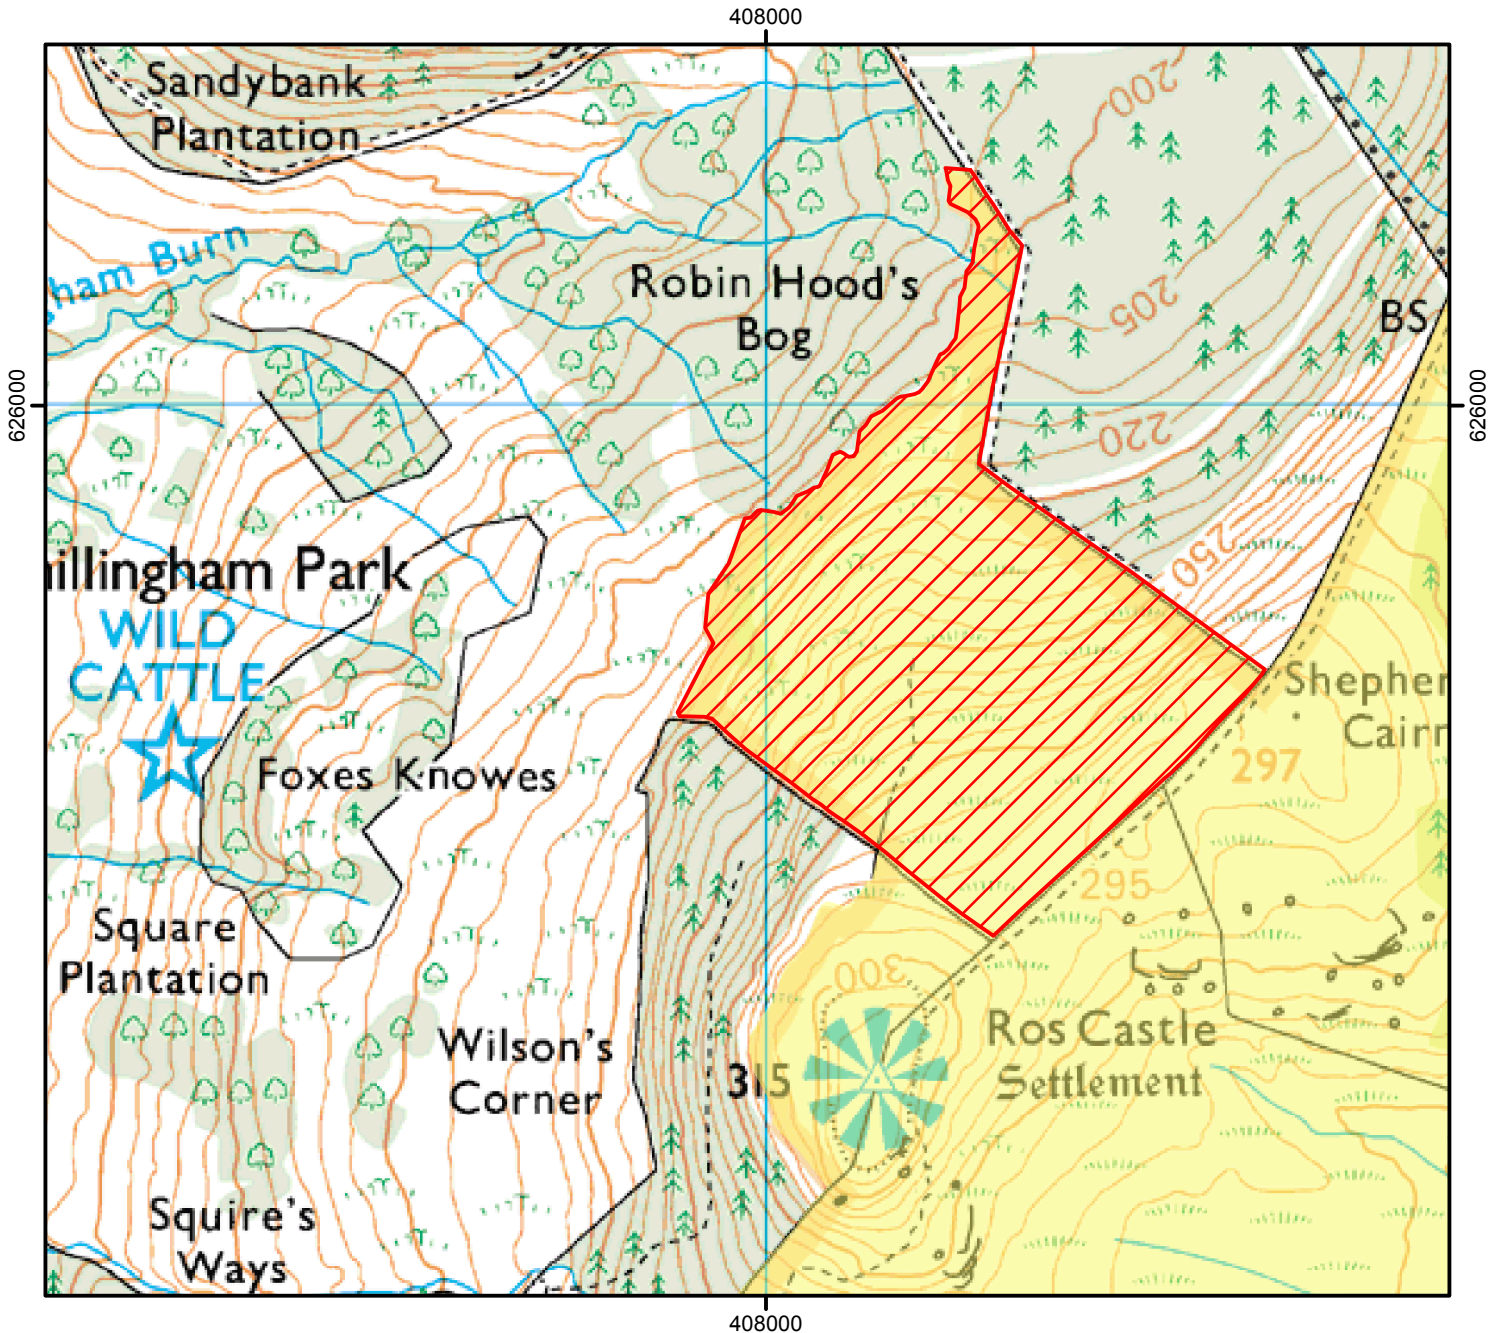 408000
Sandybank
Plantation
200
ham Burn
Robin Hood's
Bog
205
BS
626000
626000
220
250
illingham Park
WILD
CATTLE
Shepher
Cairn
297
Foxes Knowes
295
Square
Plantation
300
Wilson's
Corner
315
Ros Castle
Settlement
Squire's
Ways
408000